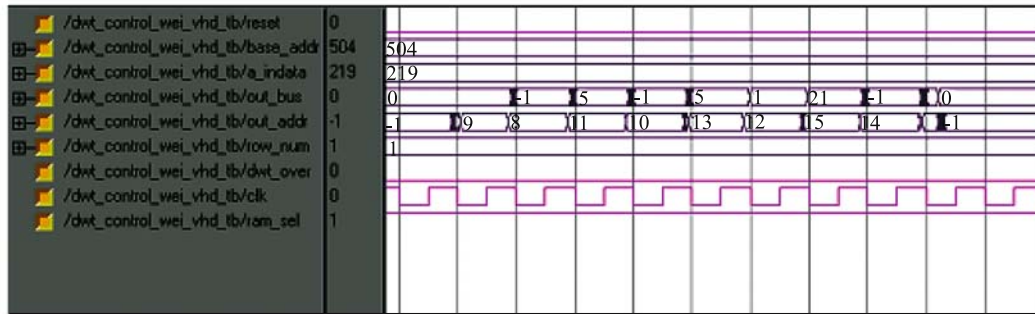 /dwt_control_wei_vhd_tb/reset 0
/dwt_control_wei_vhd_tb/base_addr 504 504
/dwt_control_wei_vhd_tb/a_indata 219 219
/dwt_control_wei_vhd_tb/out_bus 0 0 -1 5 -1 5 1 21 -1 0
/dwt_control_wei_vhd_tb/out_addr -1 -1 9 8 11 10 13 12 15 14 -1
/dwt_control_wei_vhd_tb/row_num 1 1
/dwt_control_wei_vhd_tb/dwt_over 0
/dwt_control_wei_vhd_tb/clk 0
/dwt_control_wei_vhd_tb/ram_sel 1